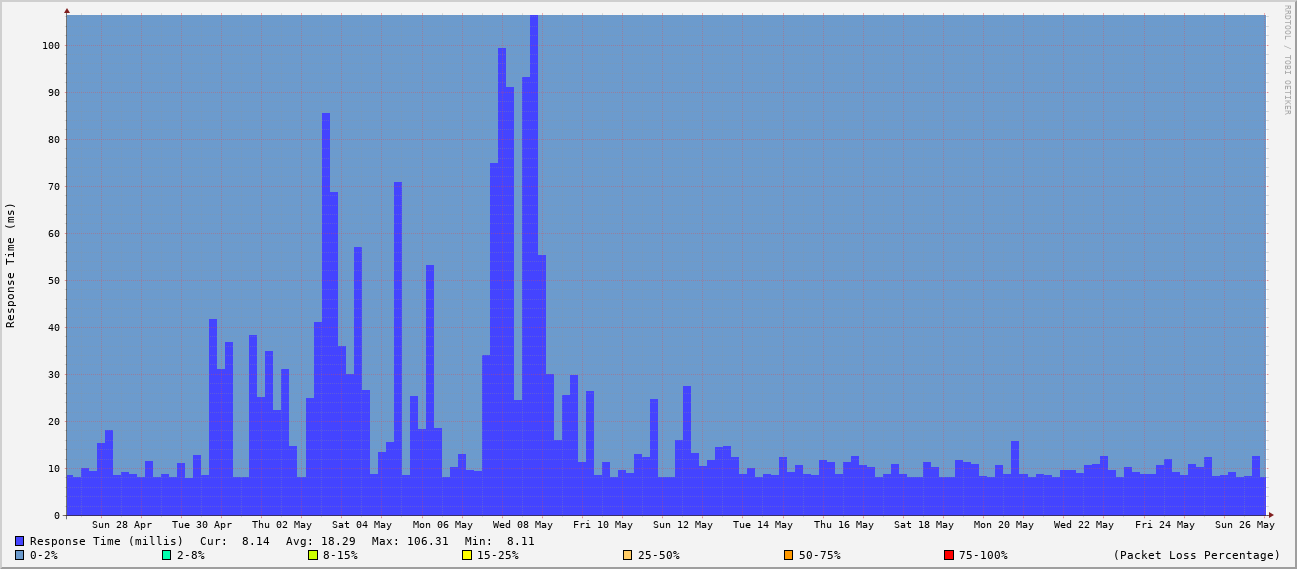 RRDTOOL / TOBI OETIKER
Response Time (ms)
100
90
80
70
60
50
40
30
20
10
0
Sun 28 Apr Tue 30 Apr Thu 02 May Sat 04 May Mon 06 May Wed 08 May Fri 10 May Sun 12 May Tue 14 May Thu 16 May Sat 18 May Mon 20 May Wed 22 May Fri 24 May Sun 26 May
Response Time (millis) Cur: 8.14 Avg: 18.29 Max: 106.31 Min: 8.11
0-2% 2-8% 8-15% 15-25% 25-50% 50-75% 75-100% (Packet Loss Percentage)